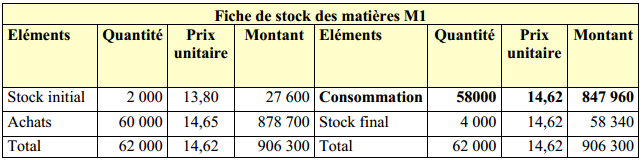 Fiche de stock des matières M1
Eléments Quantité Prix unitaire Montant Eléments Quantité Prix unitaire Montant
Stock initial 2 000 13,80 27 600 Consommation 58000 14,62 847 960
Achats 60 000 14,65 878 700 Stock final 4 000 14,62 58 340
Total 62 000 14,62 906 300 Total 62 000 14,62 906 300